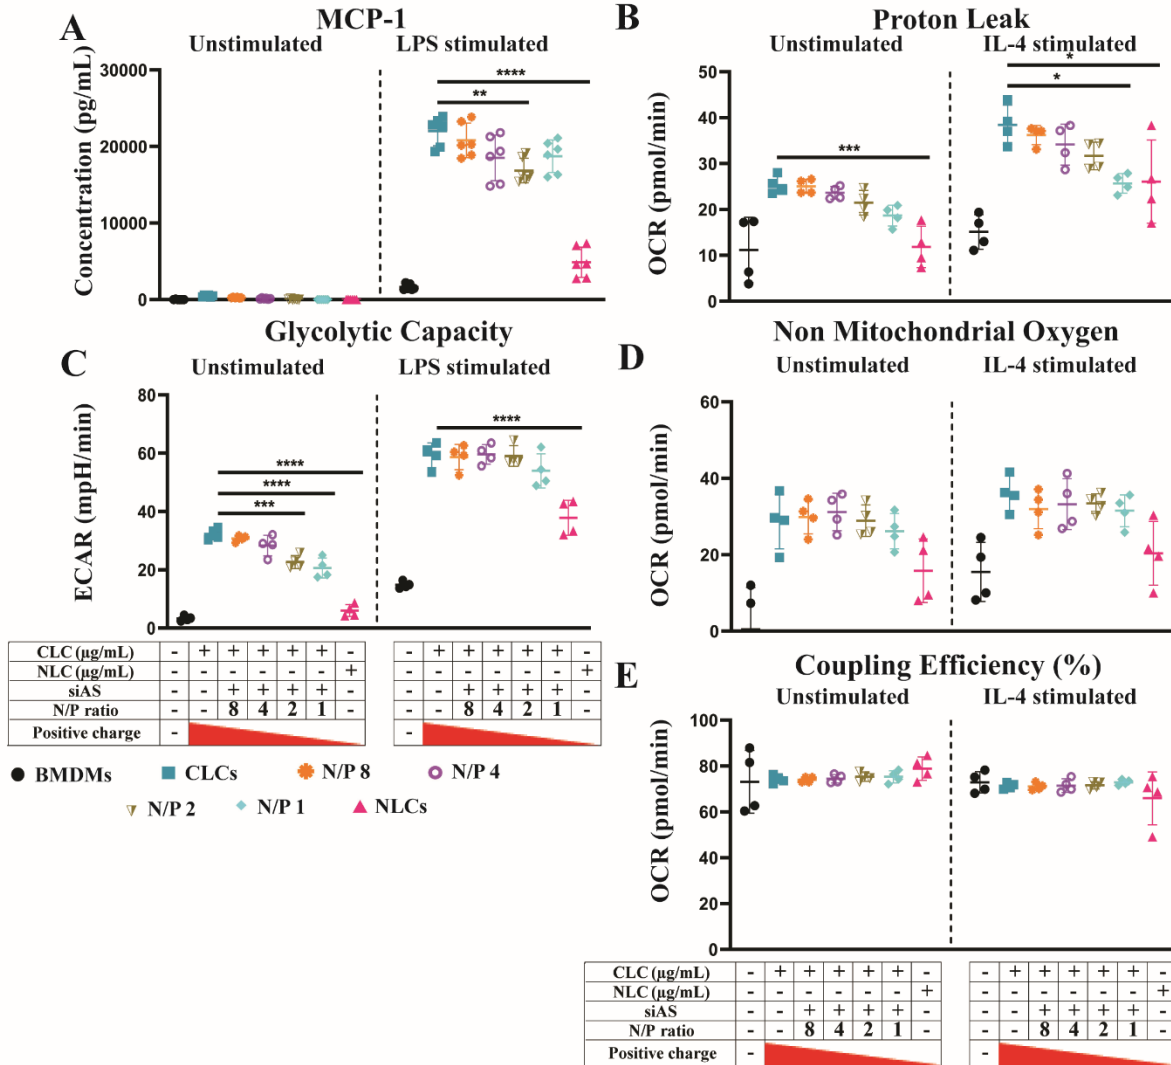 A
MCP-1
Unstimulated
LPS stimulated
Concentration (pg/mL)
30000
20000
10000
0
****
**
B
Proton Leak
Unstimulated
IL-4 stimulated
OCR (pmol/min)
50
40
30
20
10
0
***
*
*
C
Glycolytic Capacity
Unstimulated
LPS stimulated
ECAR (mpH/min)
80
60
40
20
0
****
****
***
****
D
Non Mitochondrial Oxygen
Unstimulated
IL-4 stimulated
OCR (pmol/min)
60
40
20
0
CLC (µg/mL) - + + + + + - - + + + + + -
NLC (µg/mL) - - - - - - + - - - - - - +
siAS - - + + + + - - - + + + + -
N/P ratio - - 8 4 2 1 - - - 8 4 2 1 -
Positive charge - -
BMDMs CLCs N/P 8 N/P 4
N/P 2 N/P 1 NLCs
E
Coupling Efficiency (%)
Unstimulated
IL-4 stimulated
OCR (pmol/min)
100
80
60
40
20
0
CLC (µg/mL) - + + + + + - - + + + + + -
NLC (µg/mL) - - - - - - + - - - - - - +
siAS - - + + + + - - - + + + + -
N/P ratio - - 8 4 2 1 - - - 8 4 2 1 -
Positive charge - -